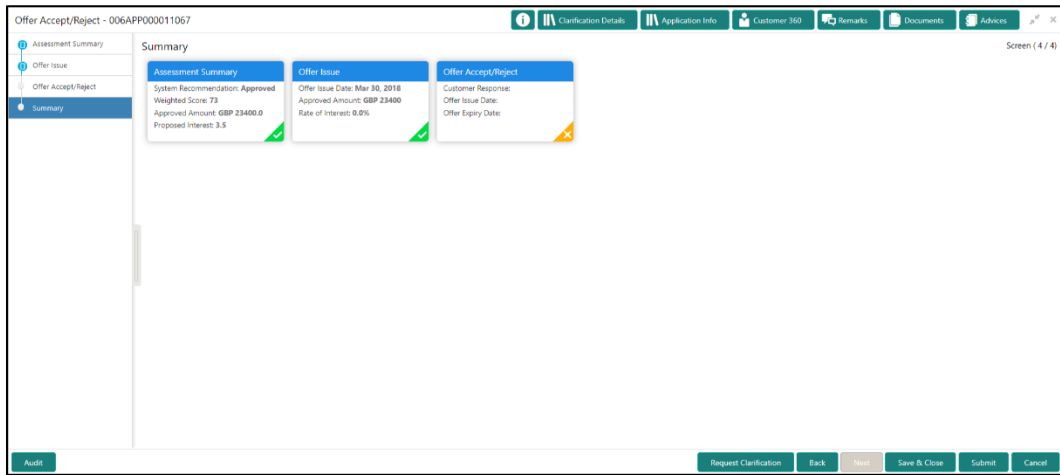 Offer Accept/Reject - 006APP000011067
Clarification Details
Application Info
Customer 360
Remarks
Documents
Advices
Assessment Summary
Offer Issue
Offer Accept/Reject
Summary
Summary
Screen ( 4 / 4)
Assessment Summary
System Recommendation: Approved
Weighted Score: 73
Approved Amount: GBP 23400.0
Proposed Interest: 3.5
Offer Issue
Offer Issue Date: Mar 30, 2018
Approved Amount: GBP 23400
Rate of Interest: 0.0%
Offer Accept/Reject
Customer Response:
Offer Issue Date:
Offer Expiry Date:
Audit
Request Clarification
Back
Next
Save & Close
Submit
Cancel